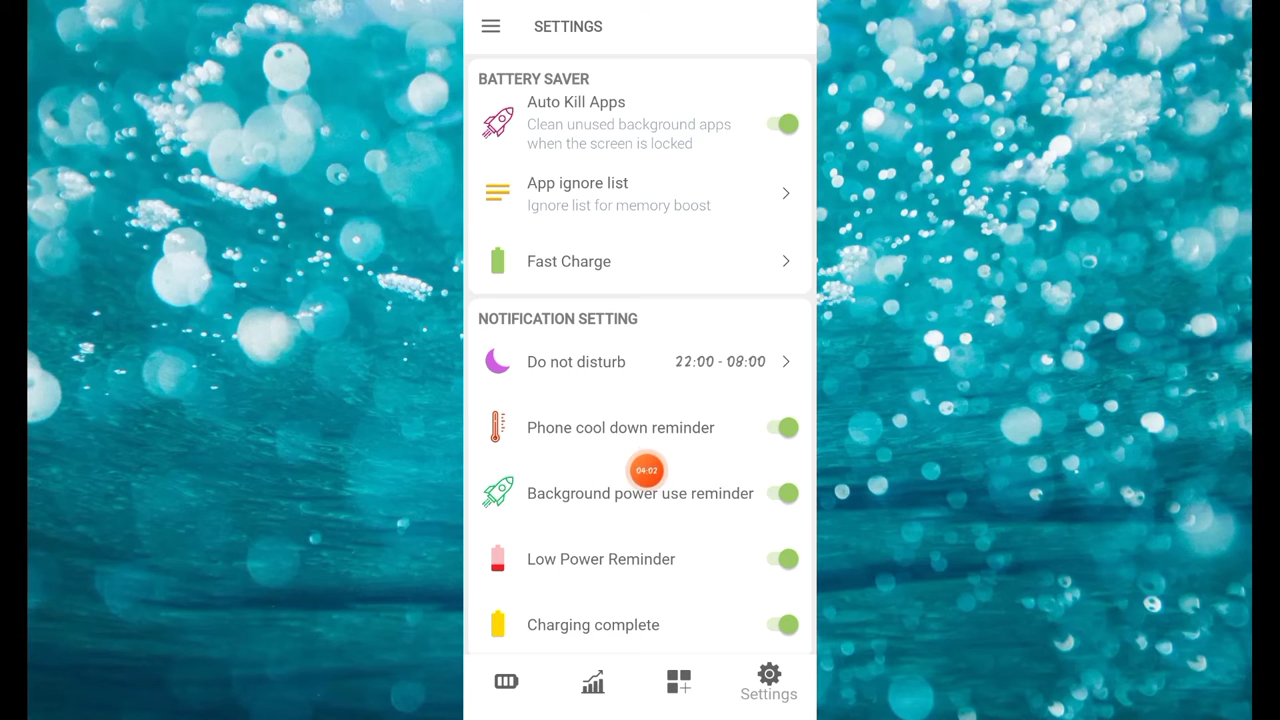 SETTINGS
BATTERY SAVER
Auto Kill Apps
Clean unused background apps
when the screen is locked
App ignore list
Ignore list for memory boost
Fast Charge
NOTIFICATION SETTING
Do not disturb 22:00 - 08:00
Phone cool down reminder
04:02
Background power use reminder
Low Power Reminder
Charging complete
Settings